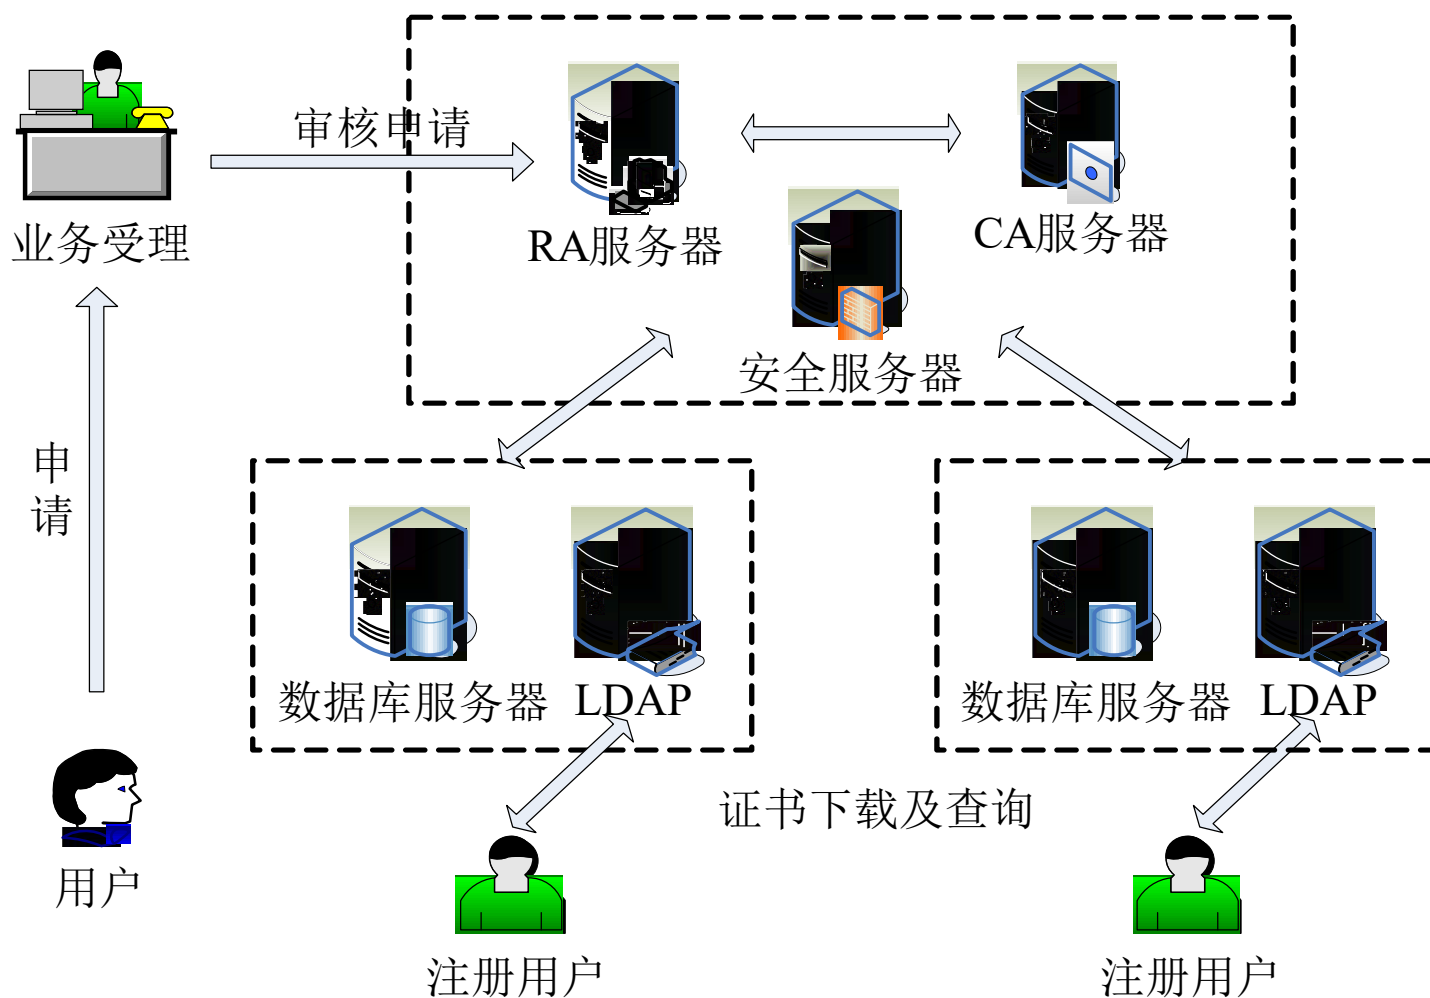 审核申请
业务受理
RA服务器
CA服务器
安全服务器
申
请
数据库服务器
LDAP
数据库服务器
LDAP
证书下载及查询
用户
注册用户
注册用户